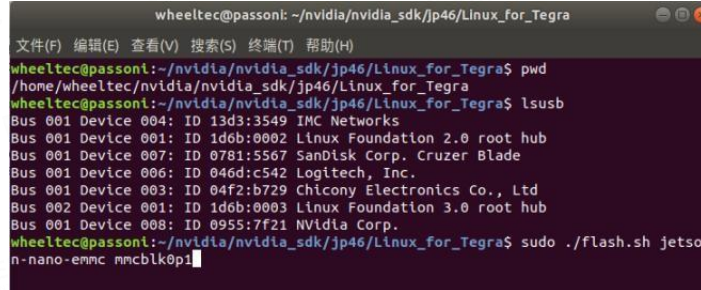 wheeltec@passoni: ~/nvidia/nvidia_sdk/jp46/Linux_for_Tegra
文件(F) 编辑(E) 查看(V) 搜索(S) 终端(T) 帮助(H)
wheeltec@passoni:~/nvidia/nvidia_sdk/jp46/Linux_for_Tegra$ pwd
/home/wheeltec/nvidia/nvidia_sdk/jp46/Linux_for_Tegra
wheeltec@passoni:~/nvidia/nvidia_sdk/jp46/Linux_for_Tegra$ lsusb
Bus 001 Device 004: ID 13d3:3549 IMC Networks
Bus 001 Device 001: ID 1d6b:0002 Linux Foundation 2.0 root hub
Bus 001 Device 007: ID 0781:5567 SanDisk Corp. Cruzer Blade
Bus 001 Device 006: ID 046d:c542 Logitech, Inc.
Bus 001 Device 003: ID 04f2:b729 Chicony Electronics Co., Ltd
Bus 002 Device 001: ID 1d6b:0003 Linux Foundation 3.0 root hub
Bus 001 Device 008: ID 0955:7f21 NVidia Corp.
wheeltec@passoni:~/nvidia/nvidia_sdk/jp46/Linux_for_Tegra$ sudo ./flash.sh jetso
n-nano-emmc mmcblk0p1